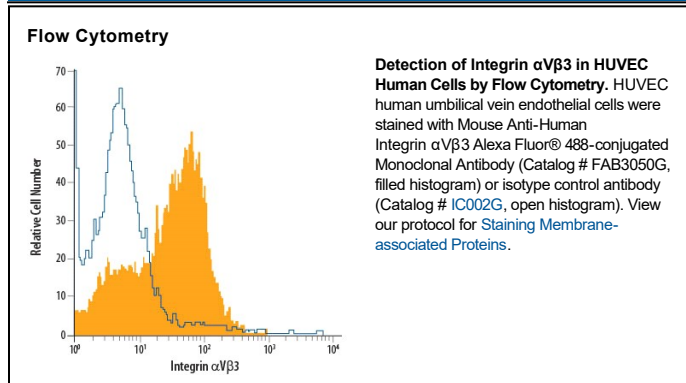 Flow Cytometry
70
60
50
40
30
20
10
0
Relative Cell Number
10⁰ 10¹ 10² 10³ 10⁴
Integrin αVβ3
Detection of Integrin αVβ3 in HUVEC
Human Cells by Flow Cytometry. HUVEC
human umbilical vein endothelial cells were
stained with Mouse Anti-Human
Integrin αVβ3 Alexa Fluor® 488-conjugated
Monoclonal Antibody (Catalog # FAB3050G,
filled histogram) or isotype control antibody
(Catalog # IC002G, open histogram). View
our protocol for Staining Membrane-
associated Proteins.